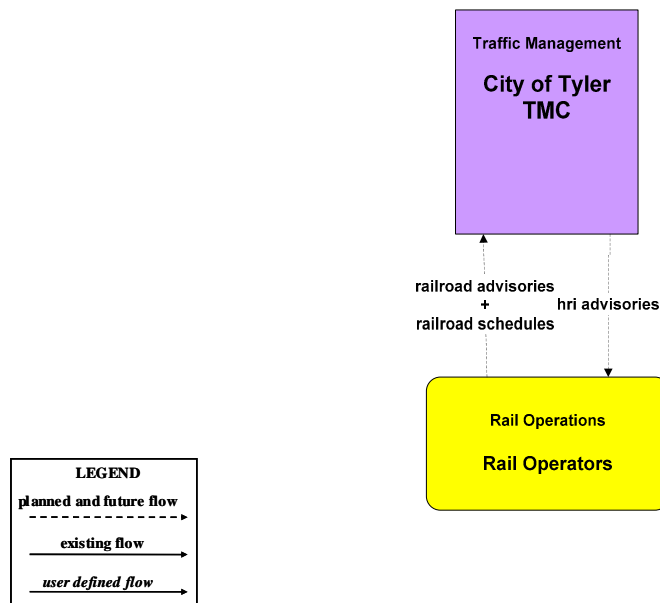 Traffic Management
City of Tyler
TMC
railroad advisories
+
railroad schedules
hri advisories
Rail Operations
Rail Operators
LEGEND
planned and future flow
existing flow
user defined flow